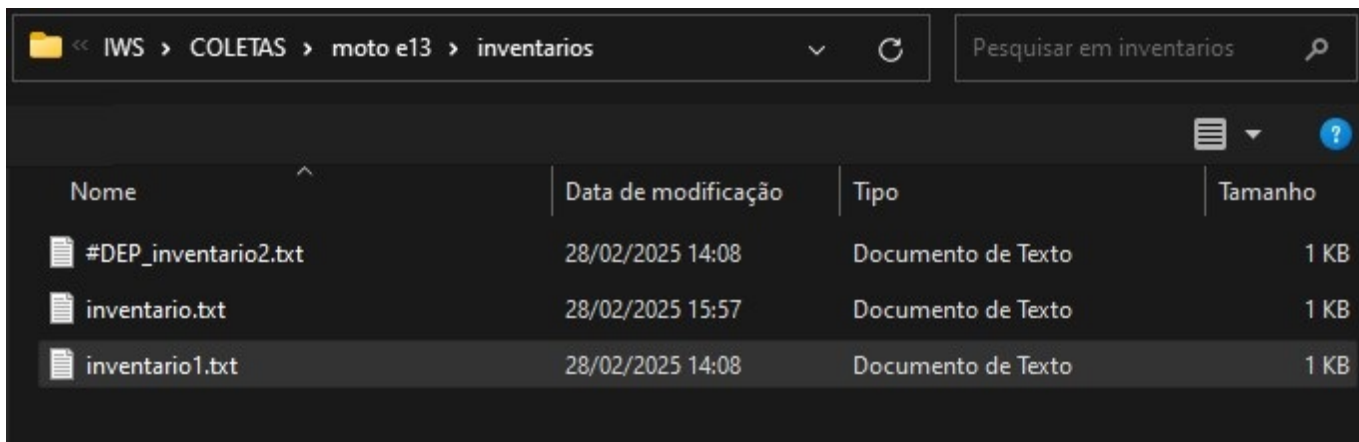 « IWS > COLETAS > moto e13 > inventarios Pesquisar em inventarios
?
Nome Data de modificação Tipo Tamanho
#DEP_inventario2.txt 28/02/2025 14:08 Documento de Texto 1 KB
inventario.txt 28/02/2025 15:57 Documento de Texto 1 KB
inventario1.txt 28/02/2025 14:08 Documento de Texto 1 KB